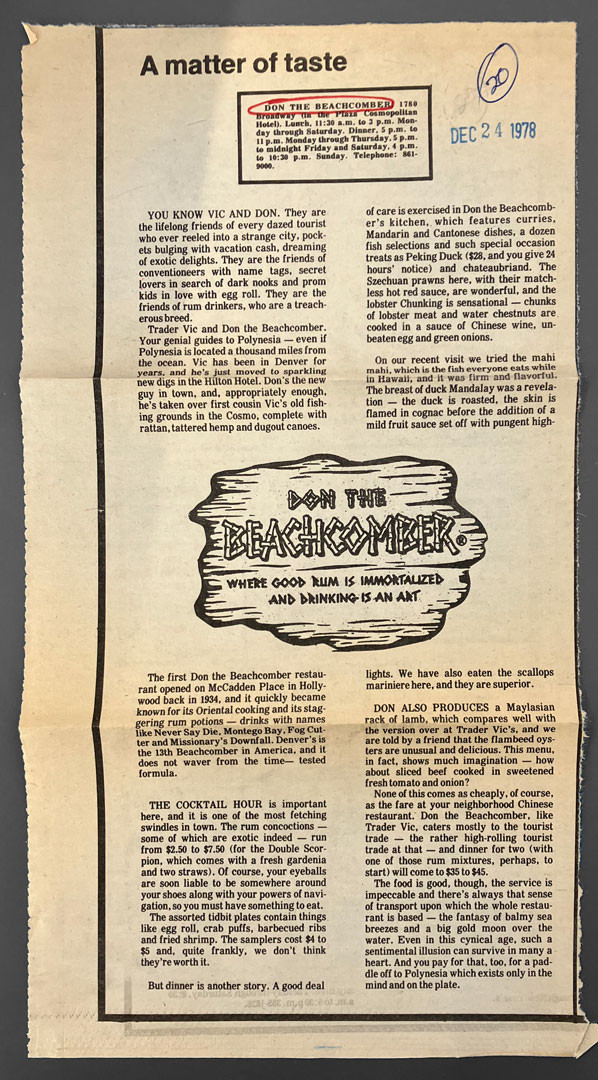 A matter of taste
20
DEC 24 1978
DON THE BEACHCOMBER, 1780
Broadway (in the Plaza Cosmopolitan
Hotel). Lunch, 11:30 a.m. to 3 p.m. Mon-
day through Saturday. Dinner, 5 p.m. to
11 p.m. Monday through Thursday, 5 p.m.
to midnight Friday and Saturday, 4 p.m.
to 10:30 p.m. Sunday. Telephone: 861-
9000.
YOU KNOW VIC AND DON. They are
the lifelong friends of every dazed tourist
who ever reeled into a strange city, pock-
ets bulging with vacation cash, dreaming
of exotic delights. They are the friends of
conventioneers with name tags, secret
lovers in search of dark nooks and prom
kids in love with egg roll. They are the
friends of rum drinkers, who are a treach-
erous breed.
Trader Vic and Don the Beachcomber.
Your genial guides to Polynesia — even if
Polynesia is located a thousand miles from
the ocean. Vic has been in Denver for
years, and he's just moved to sparkling
new digs in the Hilton Hotel. Don's the new
guy in town, and, appropriately enough,
he's taken over first cousin Vic's old fish-
ing grounds in the Cosmo, complete with
rattan, tattered hemp and dugout canoes.
DON THE
BEACHCOMBER®
WHERE GOOD RUM IS IMMORTALIZED
AND DRINKING IS AN ART
The first Don the Beachcomber restau-
rant opened on McCadden Place in Holly-
wood back in 1934, and it quickly became
known for its Oriental cooking and its stag-
gering rum potions — drinks with names
like Never Say Die, Montego Bay, Fog Cut-
ter and Missionary's Downfall. Denver's is
the 13th Beachcomber in America, and it
does not waver from the time— tested
formula.
THE COCKTAIL HOUR is important
here, and it is one of the most fetching
swindles in town. The rum concoctions —
some of which are exotic indeed — run
from $2.50 to $7.50 (for the Double Scor-
pion, which comes with a fresh gardenia
and two straws). Of course, your eyeballs
are soon liable to be somewhere around
your shoes along with your powers of navi-
gation, so you must have something to eat.
The assorted tidbit plates contain things
like egg roll, crab puffs, barbecued ribs
and fried shrimp. The samplers cost $4 to
$5 and, quite frankly, we don't think
they're worth it.
But dinner is another story. A good deal
of care is exercised in Don the Beachcomb-
er's kitchen, which features curries,
Mandarin and Cantonese dishes, a dozen
fish selections and such special occasion
treats as Peking Duck ($28, and you give 24
hours' notice) and chateaubriand. The
Szechuan prawns here, with their match-
less hot red sauce, are wonderful, and the
lobster Chunking is sensational — chunks
of lobster meat and water chestnuts are
cooked in a sauce of Chinese wine, un-
beaten egg and green onions.
On our recent visit we tried the mahi
mahi, which is the fish everyone eats while
in Hawaii, and it was firm and flavorful.
The breast of duck Mandalay was a revela-
tion — the duck is roasted, the skin is
flamed in cognac before the addition of a
mild fruit sauce set off with pungent high-
lights. We have also eaten the scallops
mariniere here, and they are superior.
DON ALSO PRODUCES a Maylasian
rack of lamb, which compares well with
the version over at Trader Vic's, and we
are told by a friend that the flambeed oys-
ters are unusual and delicious. This menu,
in fact, shows much imagination — how
about sliced beef cooked in sweetened
fresh tomato and onion?
None of this comes as cheaply, of course,
as the fare at your neighborhood Chinese
restaurant. Don the Beachcomber, like
Trader Vic, caters mostly to the tourist
trade — the rather high-rolling tourist
trade at that — and dinner for two (with
one of those rum mixtures, perhaps, to
start) will come to $35 to $45.
The food is good, though, the service is
impeccable and there's always that sense
of transport upon which the whole restau-
rant is based — the fantasy of balmy sea
breezes and a big gold moon over the
water. Even in this cynical age, such a
sentimental illusion can survive in many a
heart. And you pay for that, too, for a pad-
dle off to Polynesia which exists only in the
mind and on the plate.